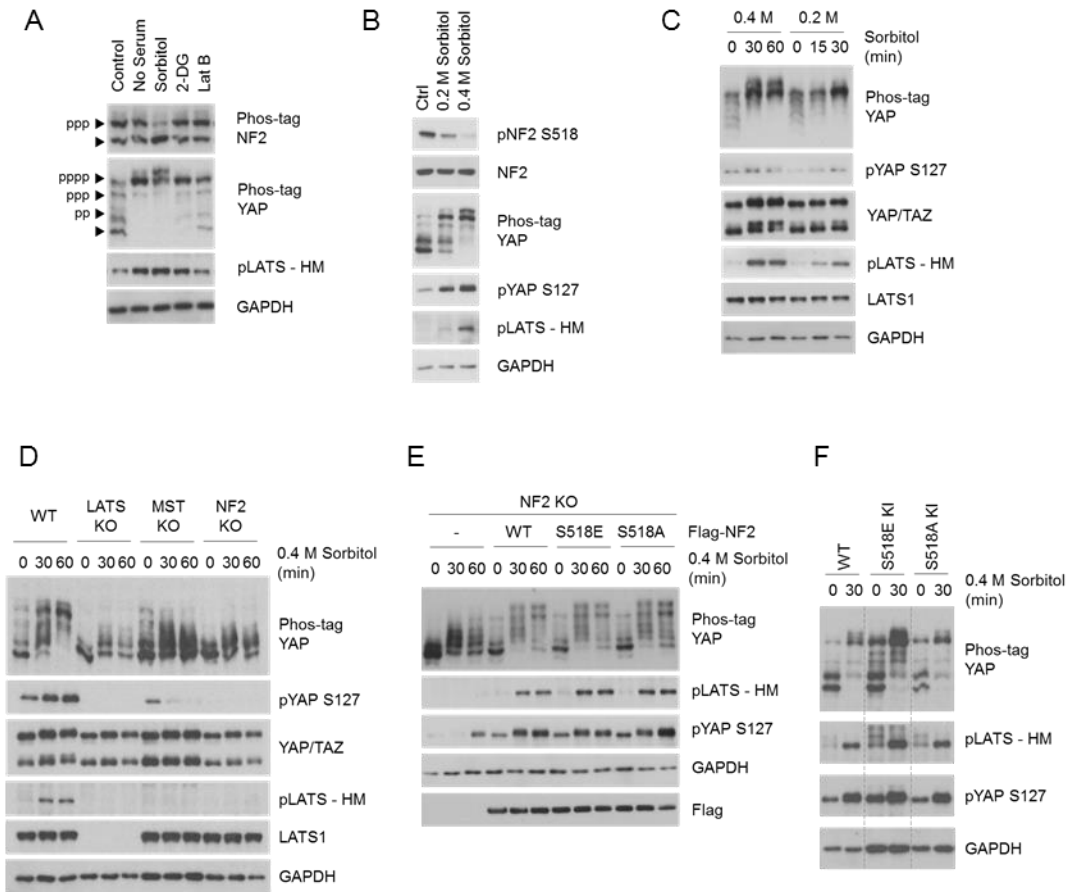 A
Control
No Serum
Sorbitol
2-DG
Lat B
ppp
Phos-tag
NF2
pppp
ppp
pp
Phos-tag
YAP
pLATS - HM
GAPDH
B
Ctrl
0.2 M Sorbitol
0.4 M Sorbitol
pNF2 S518
NF2
Phos-tag
YAP
pYAP S127
pLATS - HM
GAPDH
C
0.4 M 0.2 M
0 30 60 0 15 30 Sorbitol
(min)
Phos-tag
YAP
pYAP S127
YAP/TAZ
pLATS - HM
LATS1
GAPDH
D
WT LATS KO MST KO NF2 KO
0 30 60 0 30 60 0 30 60 0 30 60 0.4 M Sorbitol
(min)
Phos-tag
YAP
pYAP S127
YAP/TAZ
pLATS - HM
LATS1
GAPDH
E
NF2 KO
- WT S518E S518A Flag-NF2
0 30 60 0 30 60 0 30 60 0 30 60 0.4 M Sorbitol
(min)
Phos-tag
YAP
pLATS - HM
pYAP S127
GAPDH
Flag
F
WT
S518E KI
S518A KI
0 30 0 30 0 30 0.4 M Sorbitol
(min)
Phos-tag
YAP
pLATS - HM
pYAP S127
GAPDH